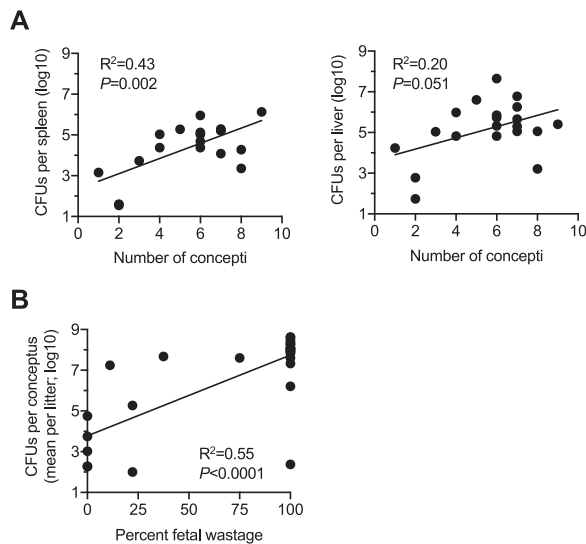 A
R²=0.43
P=0.002
CFUs per spleen (log10)
9
7
5
3
1
0 2 4 6 8 10
Number of concepti
R²=0.20
P=0.051
CFUs per liver (log10)
9
7
5
3
1
0 2 4 6 8 10
Number of concepti
B
CFUs per conceptus
(mean per litter; log10)
9
7
5
3
1
R²=0.55
P<0.0001
0 25 50 75 100
Percent fetal wastage